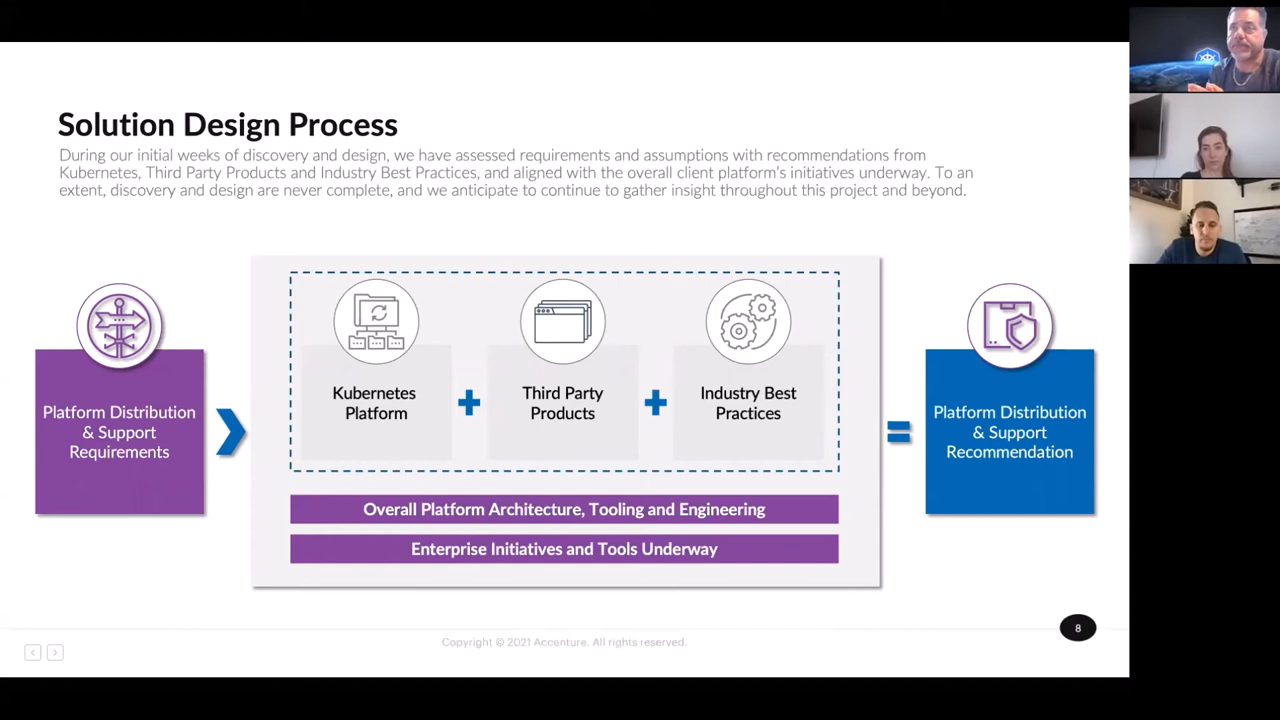 Solution Design Process
During our initial weeks of discovery and design, we have assessed requirements and assumptions with recommendations from
Kubernetes, Third Party Products and Industry Best Practices, and aligned with the overall client platform's initiatives underway. To an
extent, discovery and design are never complete, and we anticipate to continue to gather insight throughout this project and beyond.
Platform Distribution
& Support
Requirements
Kubernetes
Platform
Third Party
Products
Industry Best
Practices
Platform Distribution
& Support
Recommendation
Overall Platform Architecture, Tooling and Engineering
Enterprise Initiatives and Tools Underway
8
Copyright © 2021 Accenture. All rights reserved.